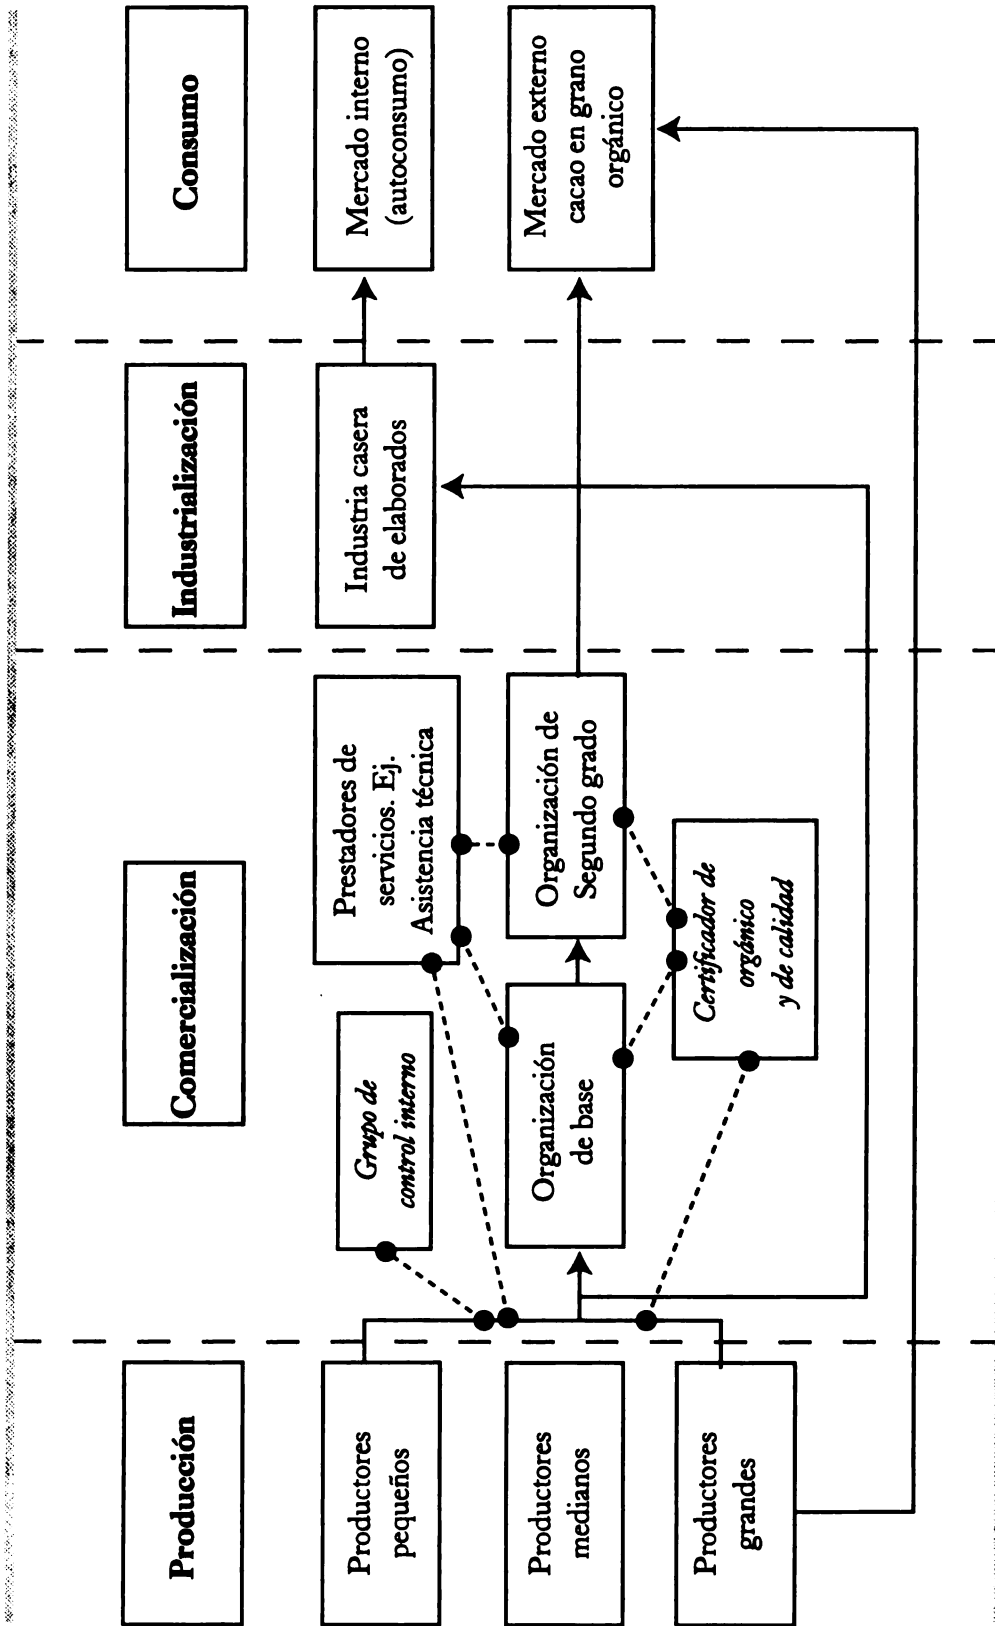 Producción
Comercialización
Industrialización
Consumo
Productores
pequeños
Productores
medianos
Productores
grandes
Grupo de
control interno
Prestadores de
servicios. Ej.
Asistencia técnica
Organización
de base
Organización de
Segundo grado
Certificador de
orgánico
y de calidad
Industria casera
de elaborados
Mercado interno
(autoconsumo)
Mercado externo
cacao en grano
orgánico